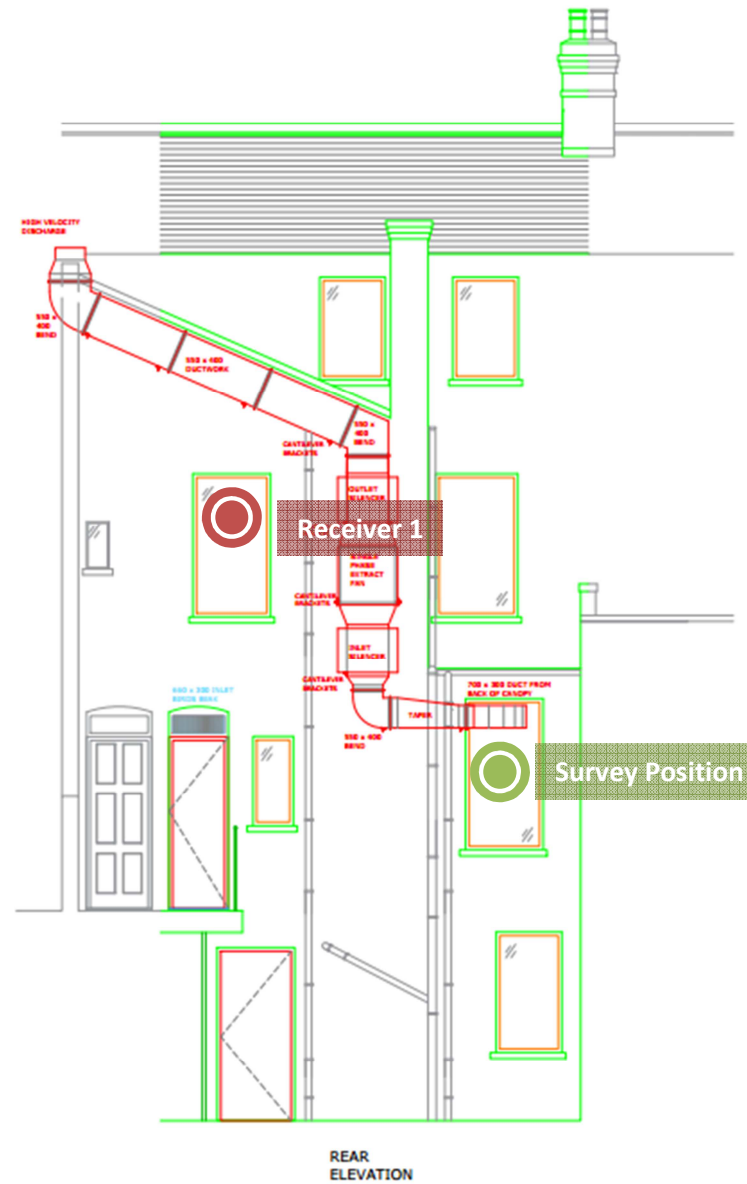 HIGH VELOCITY
DISCHARGE
550 x
400
BEND
550 x 400
DUCTWORK
550 x
400
BEND
CANTILEVER
BRACKETS
OUTLET
SILENCER
Receiver 1
PHASE
EXTRACT
FAN
CANTILEVER
BRACKETS
INLET
SILENCER
CANTILEVER
BRACKETS
700 x 300 DUCT FROM
BACK OF CANOPY
TAPER
550 x 400
BEND
Survey Position
REAR
ELEVATION